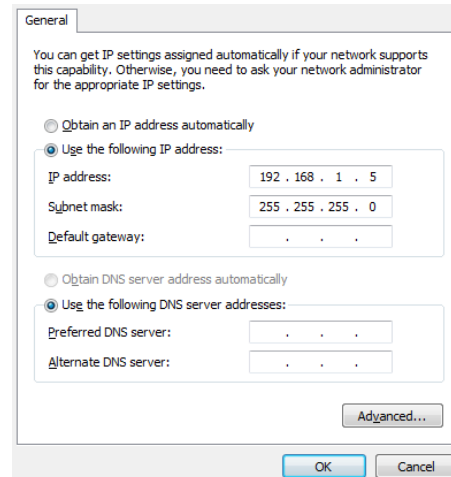 General
You can get IP settings assigned automatically if your network supports
this capability. Otherwise, you need to ask your network administrator
for the appropriate IP settings.
Obtain an IP address automatically
Use the following IP address:
IP address: 192 . 168 . 1 . 5
Subnet mask: 255 . 255 . 255 . 0
Default gateway: . . .
Obtain DNS server address automatically
Use the following DNS server addresses:
Preferred DNS server: . . .
Alternate DNS server: . . .
Advanced...
OK Cancel